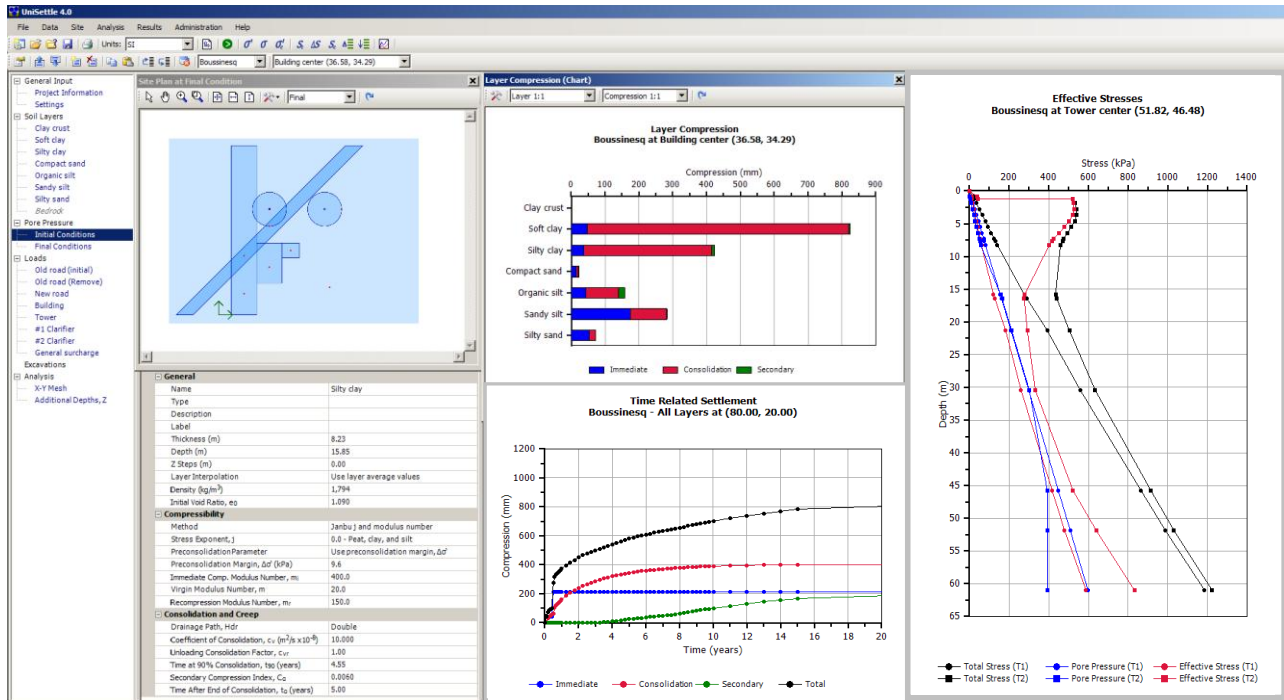 UniSettle 4.0
File Data Site Analysis Results Administration Help
Units: SI
Boussinesq Building center (36.58, 34.29)
General Input
Project Information
Settings
Soil Layers
Clay crust
Soft clay
Silty clay
Compact sand
Organic silt
Sandy silt
Silty sand
Bedrock
Pore Pressure
Initial Conditions
Final Conditions
Loads
Old road (initial)
Old road (Remove)
New road
Building
Tower
#1 Clarifier
#2 Clarifier
General surcharge
Excavations
Analysis
X-Y Mesh
Additional Depths, Z
Site Plan at Final Condition
Final
General
Name Silty clay
Type
Description
Label
Thickness (m) 8.23
Depth (m) 15.85
Z Steps (m) 0.00
Layer Interpolation Use layer average values
Density (kg/m³) 1,794
Initial Void Ratio, e₀ 1.090
Compressibility
Method Janbu j and modulus number
Stress Exponent, j 0.0 - Peat, clay, and silt
Preconsolidation Parameter Use preconsolidation margin, Δσ'
Preconsolidation Margin, Δσ' (kPa) 9.6
Immediate Comp. Modulus Number, mᵢ 400.0
Virgin Modulus Number, m 20.0
Recompression Modulus Number, mᵣ 150.0
Consolidation and Creep
Drainage Path, Hdr Double
Coefficient of Consolidation, cᵥ (m²/s x10⁻⁸) 10.000
Unloading Consolidation Factor, cᵥᵣ 1.00
Time at 90% Consolidation, t₉₀ (years) 4.55
Secondary Compression Index, Cα 0.0060
Time After End of Consolidation, t₀ (years) 5.00
Layer Compression (Chart)
Layer 1:1 Compression 1:1
Layer Compression
Boussinesq at Building center (36.58, 34.29)
Compression (mm)
0 100 200 300 400 500 600 700 800 900
Clay crust
Soft clay
Silty clay
Compact sand
Organic silt
Sandy silt
Silty sand
Immediate Consolidation Secondary
Time Related Settlement
Boussinesq - All Layers at (80.00, 20.00)
Compression (mm)
1200
1000
800
600
400
200
0
0 2 4 6 8 10 12 14 16 18 20
Time (years)
Immediate Consolidation Secondary Total
Effective Stresses
Boussinesq at Tower center (51.82, 46.48)
Stress (kPa)
0 200 400 600 800 1000 1200 1400
Depth (m)
0
5
10
15
20
25
30
35
40
45
50
55
60
65
Total Stress (T1) Pore Pressure (T1) Effective Stress (T1)
Total Stress (T2) Pore Pressure (T2) Effective Stress (T2)